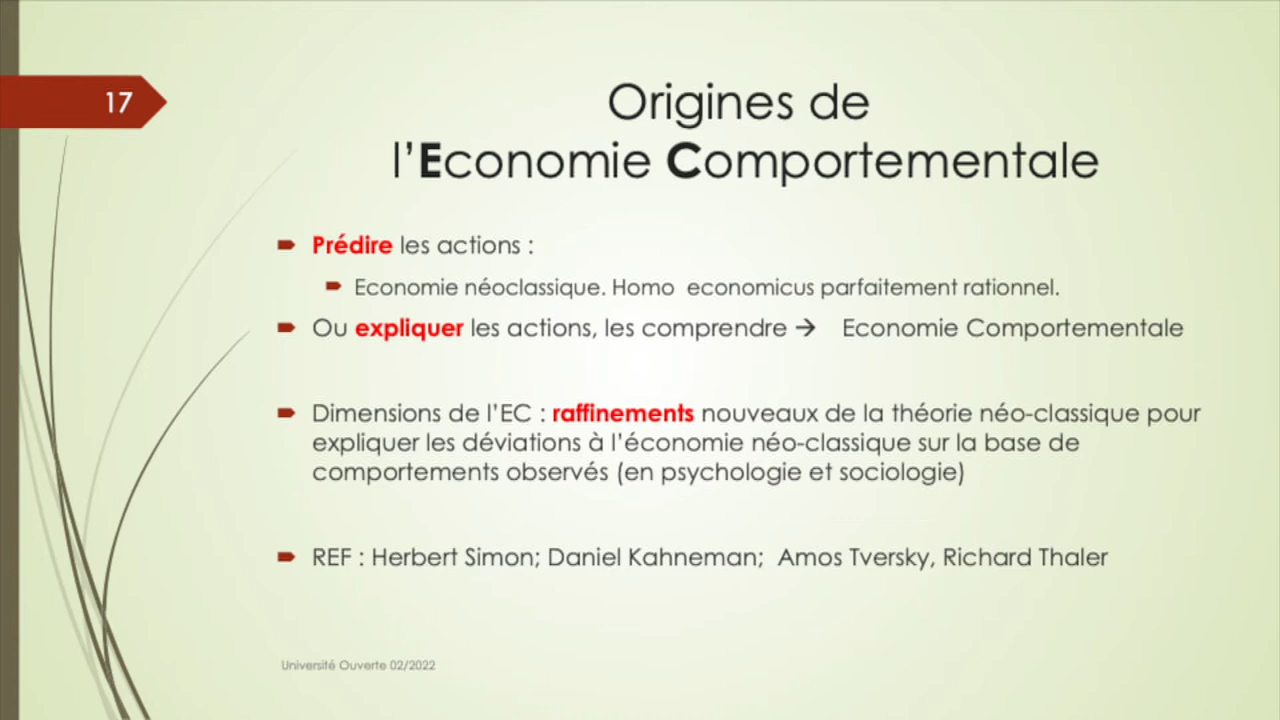 17
Origines de
l’Economie Comportementale
Prédire les actions :
Economie néoclassique. Homo economicus parfaitement rationnel.
Ou expliquer les actions, les comprendre → Economie Comportementale
Dimensions de l’EC : raffinements nouveaux de la théorie néo-classique pour
expliquer les déviations à l’économie néo-classique sur la base de
comportements observés (en psychologie et sociologie)
REF : Herbert Simon; Daniel Kahneman; Amos Tversky, Richard Thaler
Université Ouverte 02/2022